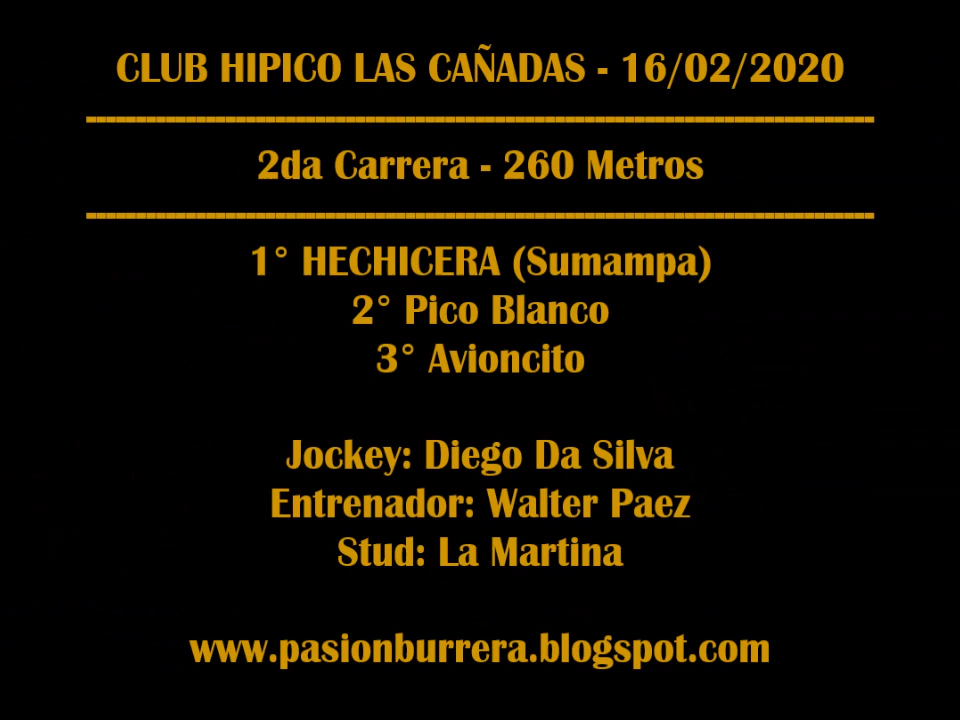 CLUB HIPICO LAS CAÑADAS - 16/02/2020
--------------------------------------------------------------------------------
2da Carrera - 260 Metros
--------------------------------------------------------------------------------
1° HECHICERA (Sumampa)
2° Pico Blanco
3° Avioncito
Jockey: Diego Da Silva
Entrenador: Walter Paez
Stud: La Martina
www.pasionburrera.blogspot.com